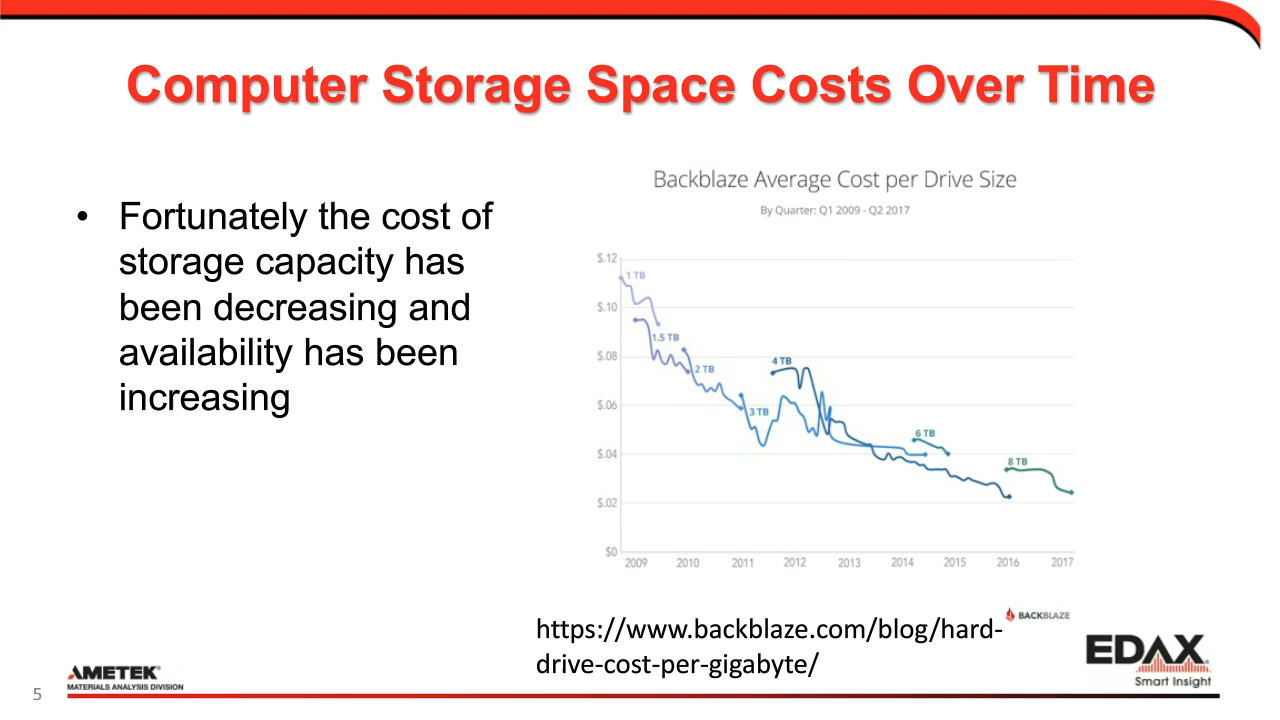 Computer Storage Space Costs Over Time
• Fortunately the cost of
storage capacity has
been decreasing and
availability has been
increasing
Backblaze Average Cost per Drive Size
By Quarter: Q1 2009 - Q2 2017
$.12
$.10
$.08
$.06
$.04
$.02
$0
1 TB
1.5 TB
2 TB
3 TB
4 TB
6 TB
8 TB
2009 2010 2011 2012 2013 2014 2015 2016 2017
BACKBLAZE
https://www.backblaze.com/blog/hard-
drive-cost-per-gigabyte/
5
AMETEK®
MATERIALS ANALYSIS DIVISION
EDAX
Smart Insight